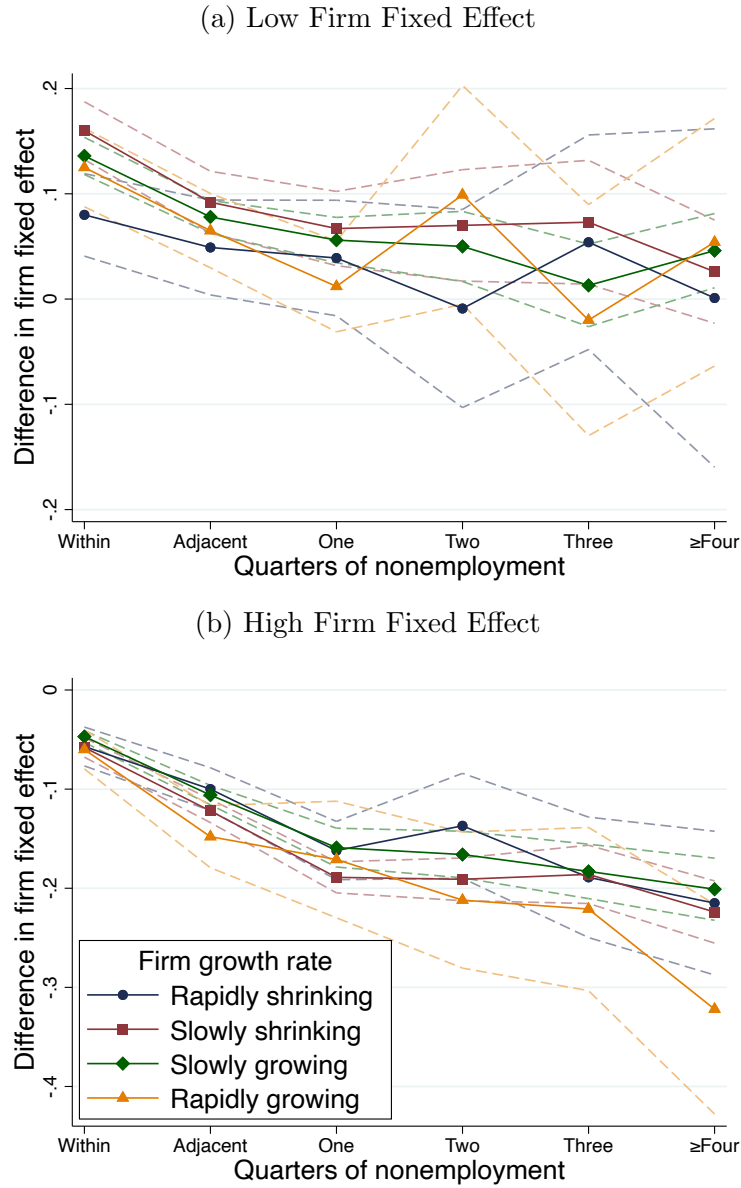 (a) Low Firm Fixed Effect
Difference in firm fixed effect
.2
.1
0
-.1
-.2
Within Adjacent One Two Three ≥Four
Quarters of nonemployment
(b) High Firm Fixed Effect
Difference in firm fixed effect
0
-.1
-.2
-.3
-.4
Firm growth rate
Rapidly shrinking
Slowly shrinking
Slowly growing
Rapidly growing
Within Adjacent One Two Three ≥Four
Quarters of nonemployment